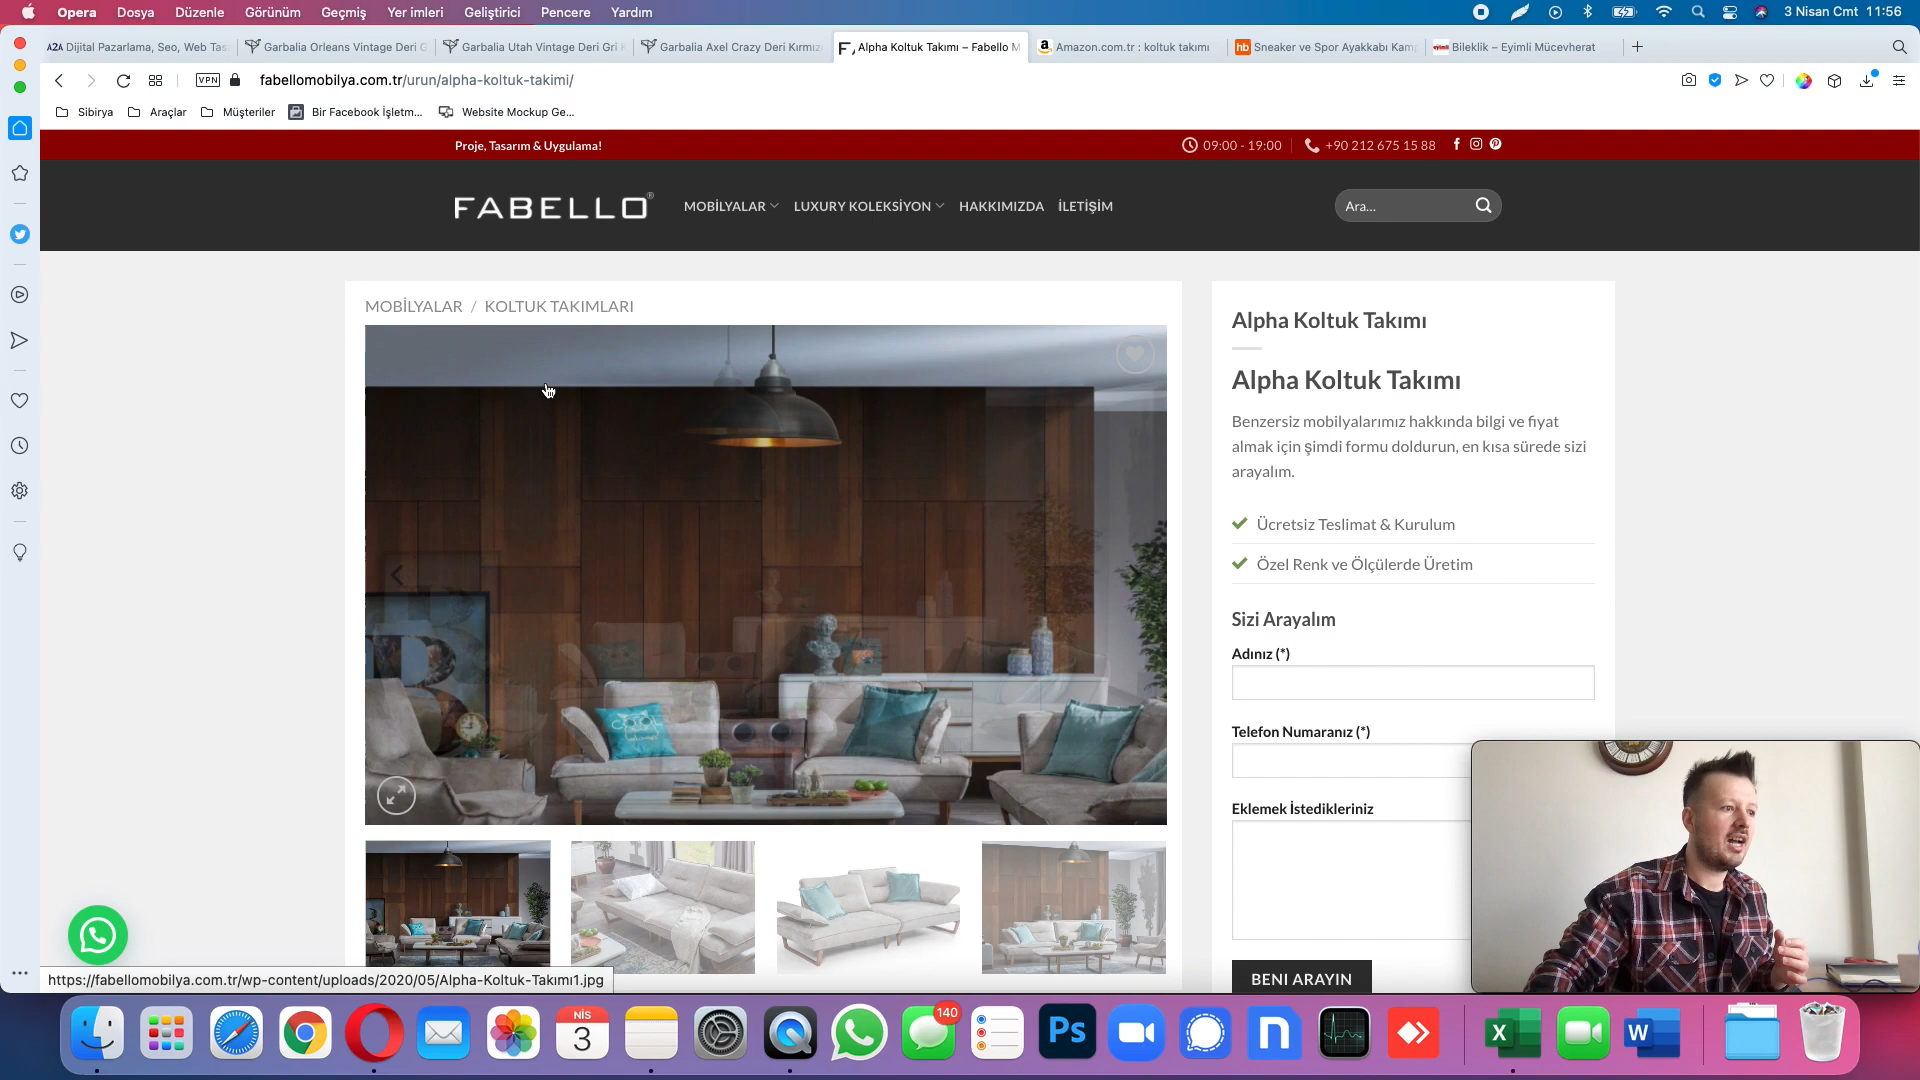 Opera Dosya Düzenle Görünüm Geçmiş Yer imleri Geliştirici Pencere Yardım 3 Nisan Cmt 11:56
A2A Dijital Pazarlama, Seo, Web Tas Garbalia Orleans Vintage Deri G Garbalia Utah Vintage Deri Gri K Garbalia Axel Crazy Deri Kırmızı Alpha Koltuk Takımı – Fabello M Amazon.com.tr : koltuk takımı hb Sneaker ve Spor Ayakkabı Kam Bileklik – Eyimli Mücevherat
VPN fabellomobilya.com.tr/urun/alpha-koltuk-takimi/
Sibirya Araçlar Müşteriler Bir Facebook İşletm... Website Mockup Ge...
Proje, Tasarım & Uygulama! 09:00 - 19:00 +90 212 675 15 88
FABELLO® MOBİLYALAR LUXURY KOLEKSİYON HAKKIMIZDA İLETİŞİM Ara...
MOBİLYALAR / KOLTUK TAKIMLARI
Alpha Koltuk Takımı
Alpha Koltuk Takımı
Benzersiz mobilyalarımız hakkında bilgi ve fiyat
almak için şimdi formu doldurun, en kısa sürede sizi
arayalım.
Ücretsiz Teslimat & Kurulum
Özel Renk ve Ölçülerde Üretim
Sizi Arayalım
Adınız (*)
Telefon Numaranız (*)
Eklemek İstedikleriniz
BENI ARAYIN
https://fabellomobilya.com.tr/wp-content/uploads/2020/05/Alpha-Koltuk-Takımı1.jpg
NİS
3
140
Ps
n
X
W